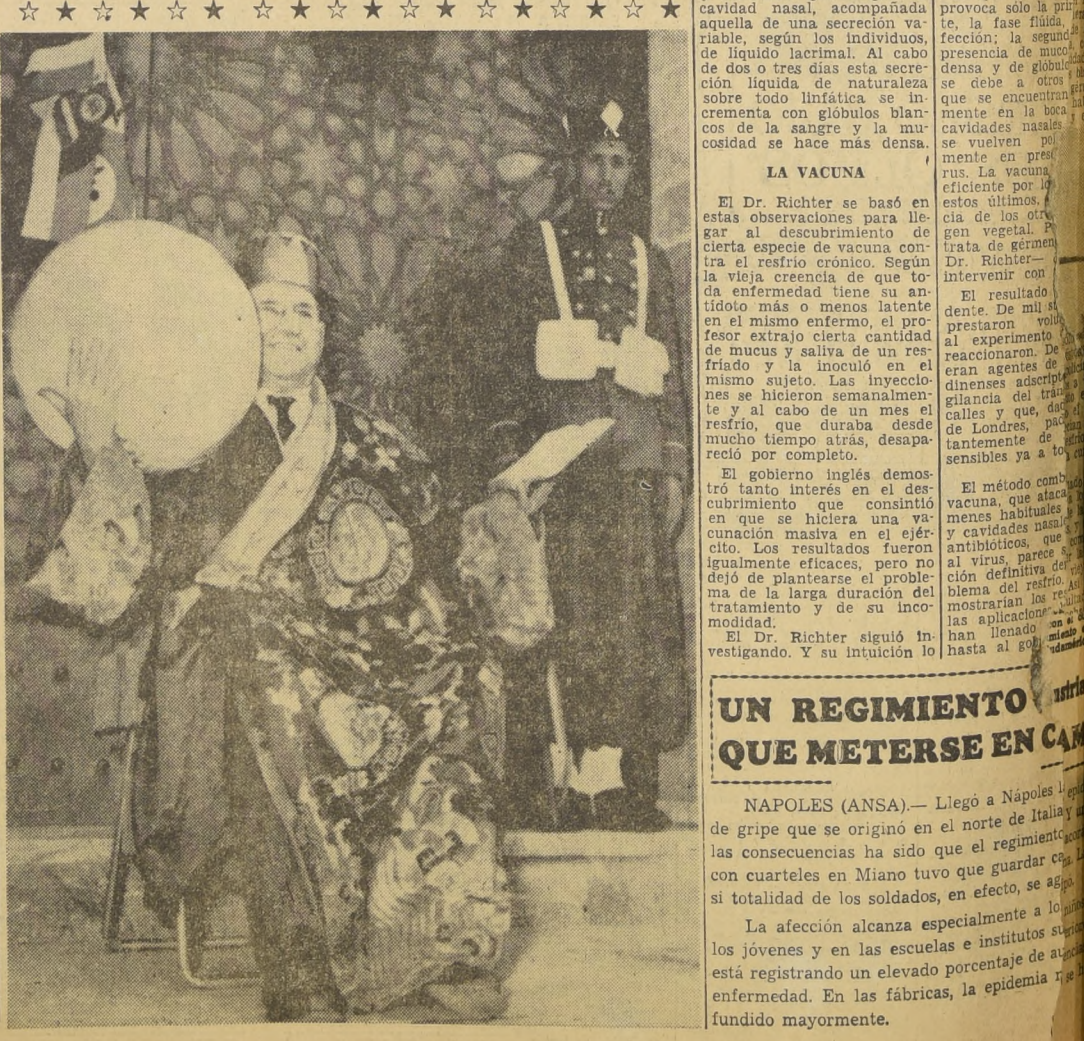 cavidad nasal, acompañada
aquella de una secreción va-
riable, según los individuos,
de líquido lacrimal. Al cabo
de dos o tres días esta secre-
ción líquida de naturaleza
sobre todo linfática se in-
crementa con glóbulos blan-
cos de la sangre y la mu-
cosidad se hace más densa.
LA VACUNA
El Dr. Richter se basó en
estas observaciones para lle-
gar al descubrimiento de
cierta especie de vacuna con-
tra el resfrío crónico. Según
la vieja creencia de que to-
da enfermedad tiene su an-
tídoto más o menos latente
en el mismo enfermo, el pro-
fesor extrajo cierta cantidad
de mucus y saliva de un res-
friado y la inoculó en el
mismo sujeto. Las inyeccio-
nes se hicieron semanalmen-
te y al cabo de un mes el
resfrío, que duraba desde
mucho tiempo atrás, desapa-
reció por completo.
El gobierno inglés demos-
tró tanto interés en el des-
cubrimiento que consintió
en que se hiciera una va-
cunación masiva en el ejér-
cito. Los resultados fueron
igualmente eficaces, pero no
dejó de plantearse el proble-
ma de la larga duración del
tratamiento y de su inco-
modidad.
El Dr. Richter siguió in-
vestigando. Y su intuición lo
provoca sólo la
te, la fase flúida,
fección; la
presencia de
densa y de
se debe a otros
que se encuentran
mente en la boca
cavidades nasales
se vuelven
mente en
rus. La vacuna
eficiente por
estos últimos.
cia de los
gen vegetal.
trata de
Dr. Richter—
intervenir con
El resultado
dente. De mil
prestaron
al experimento
reaccionaron. De
eran agentes de
dinenses
gilancia del
calles y que,
de Londres,
tantemente de
sensibles ya a
El método
vacuna, que
menes habituales
y cavidades
antibióticos, que
al virus, parece
ción definitiva
blema del resfrío.
mostrarían los
las
han llenado
hasta al
UN REGIMIENTO
QUE METERSE EN
NAPOLES (ANSA).— Llegó a Nápoles
de gripe que se originó en el norte de Italia
las consecuencias ha sido que el regimiento
con cuarteles en Miano tuvo que guardar
si totalidad de los soldados, en efecto, se
La afección alcanza especialmente a
los jóvenes y en las escuelas e institutos
está registrando un elevado porcentaje de
enfermedad. En las fábricas, la epidemia
fundido mayormente.